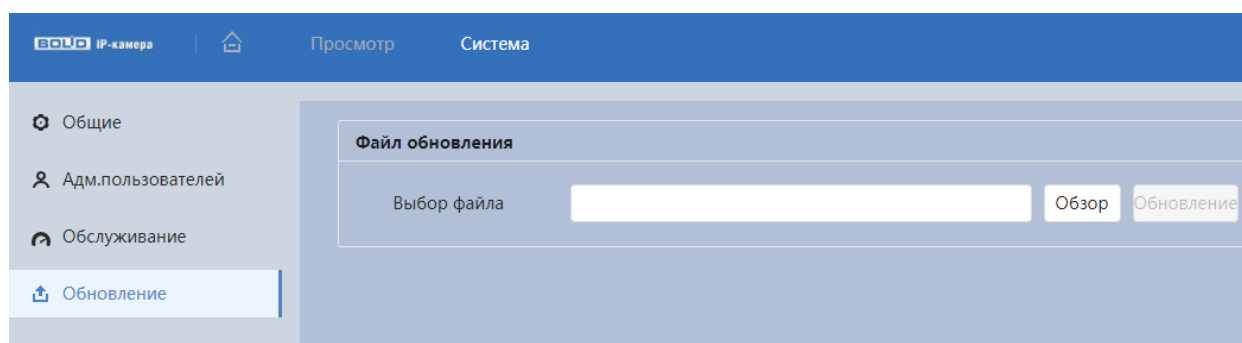 BOLID IP-камера Просмотр Система
Общие
Адм.пользователей
Обслуживание
Обновление
Файл обновления
Выбор файла Обзор Обновление